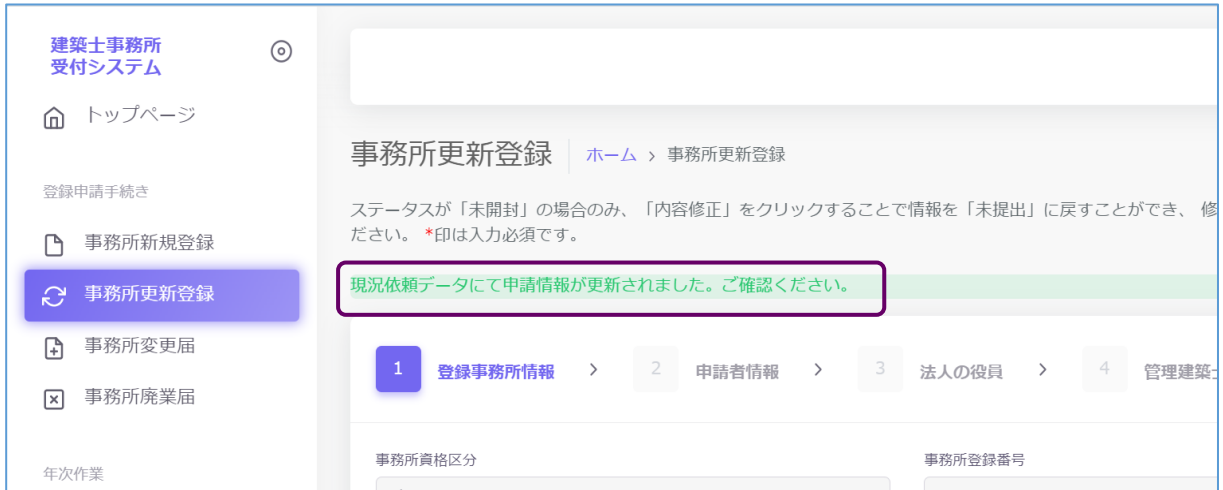 建築士事務所
受付システム
トップページ
登録申請手続き
事務所新規登録
事務所更新登録
事務所変更届
事務所廃業届
年次作業
事務所更新登録
ホーム › 事務所更新登録
ステータスが「未開封」の場合のみ、「内容修正」をクリックすることで情報を「未提出」に戻すことができ、 修
ださい。 *印は入力必須です。
現況依頼データにて申請情報が更新されました。ご確認ください。
1 登録事務所情報 › 2 申請者情報 › 3 法人の役員 › 4 管理建築
事務所資格区分
事務所登録番号